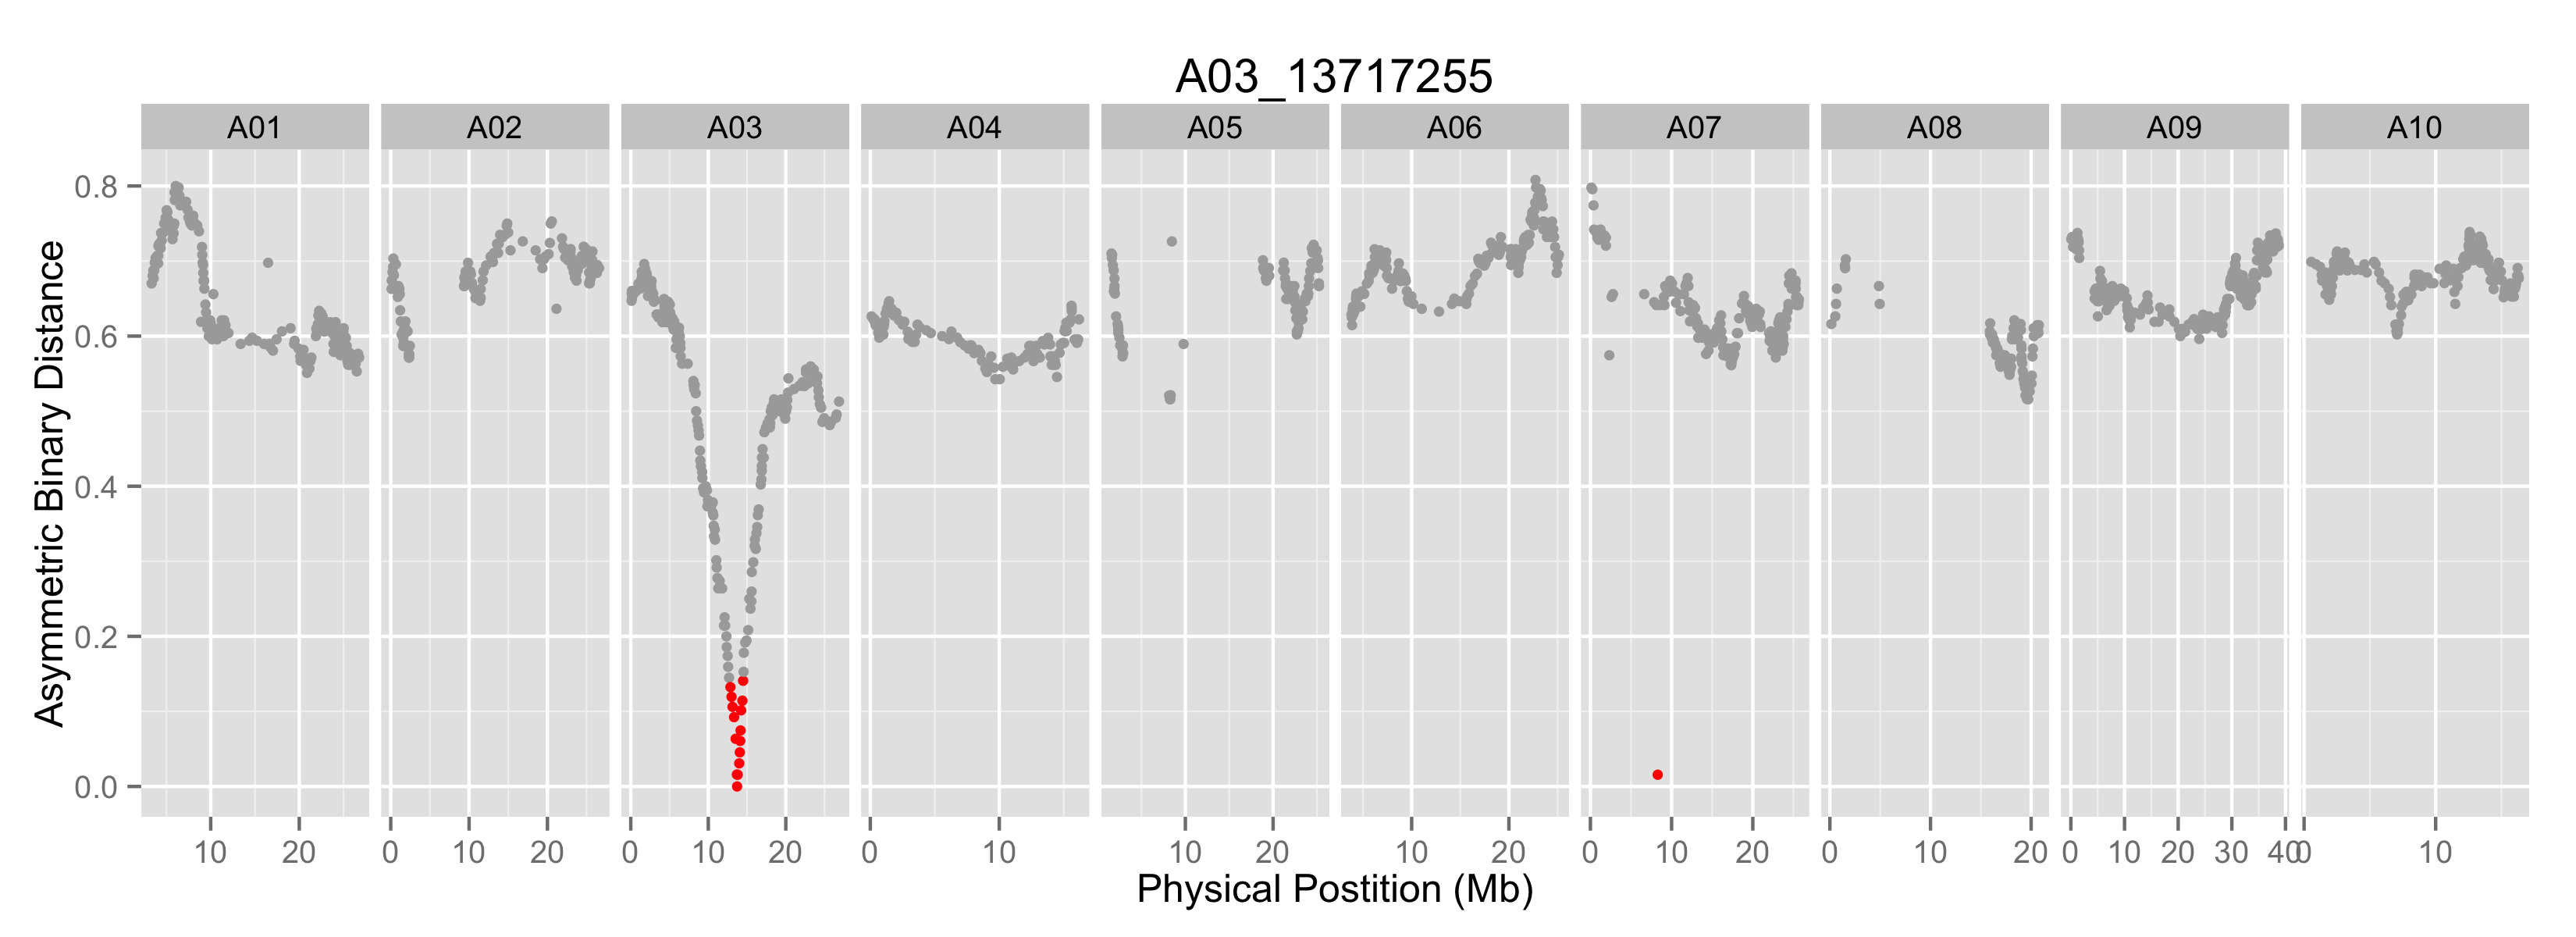 A03_13717255
A01 A02 A03 A04 A05 A06 A07 A08 A09 A10
Asymmetric Binary Distance
0.8
0.6
0.4
0.2
0.0
10 20 0 10 20 0 10 20 0 10 10 20 10 20 0 10 20 0 10 20 0 10 20 30 40 0 10
Physical Postition (Mb)